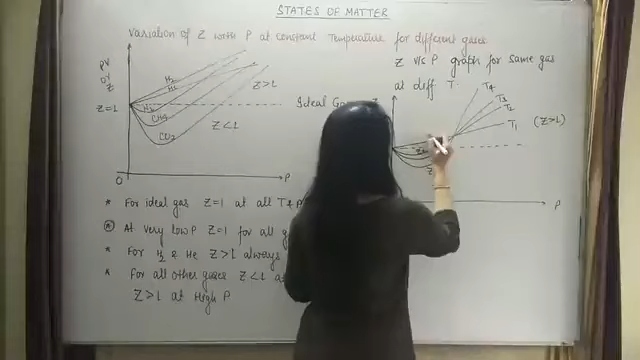 STATES OF MATTER
Variation of Z with P at constant Temperature for different gases
PV
or
Z
Z=1
O
H2
He
N2
CH4
CO2
Z>1
Z<1
P
Ideal Gas
Z V/S P graph for same gas
at diff T.
T4
T3
T2
T1
(Z>1)
P
* For ideal gas Z=1 at all T & P
* At very low P Z=1 for all
* For H2 & He Z>1 always
* For all other gases Z<1
Z>1 at High P